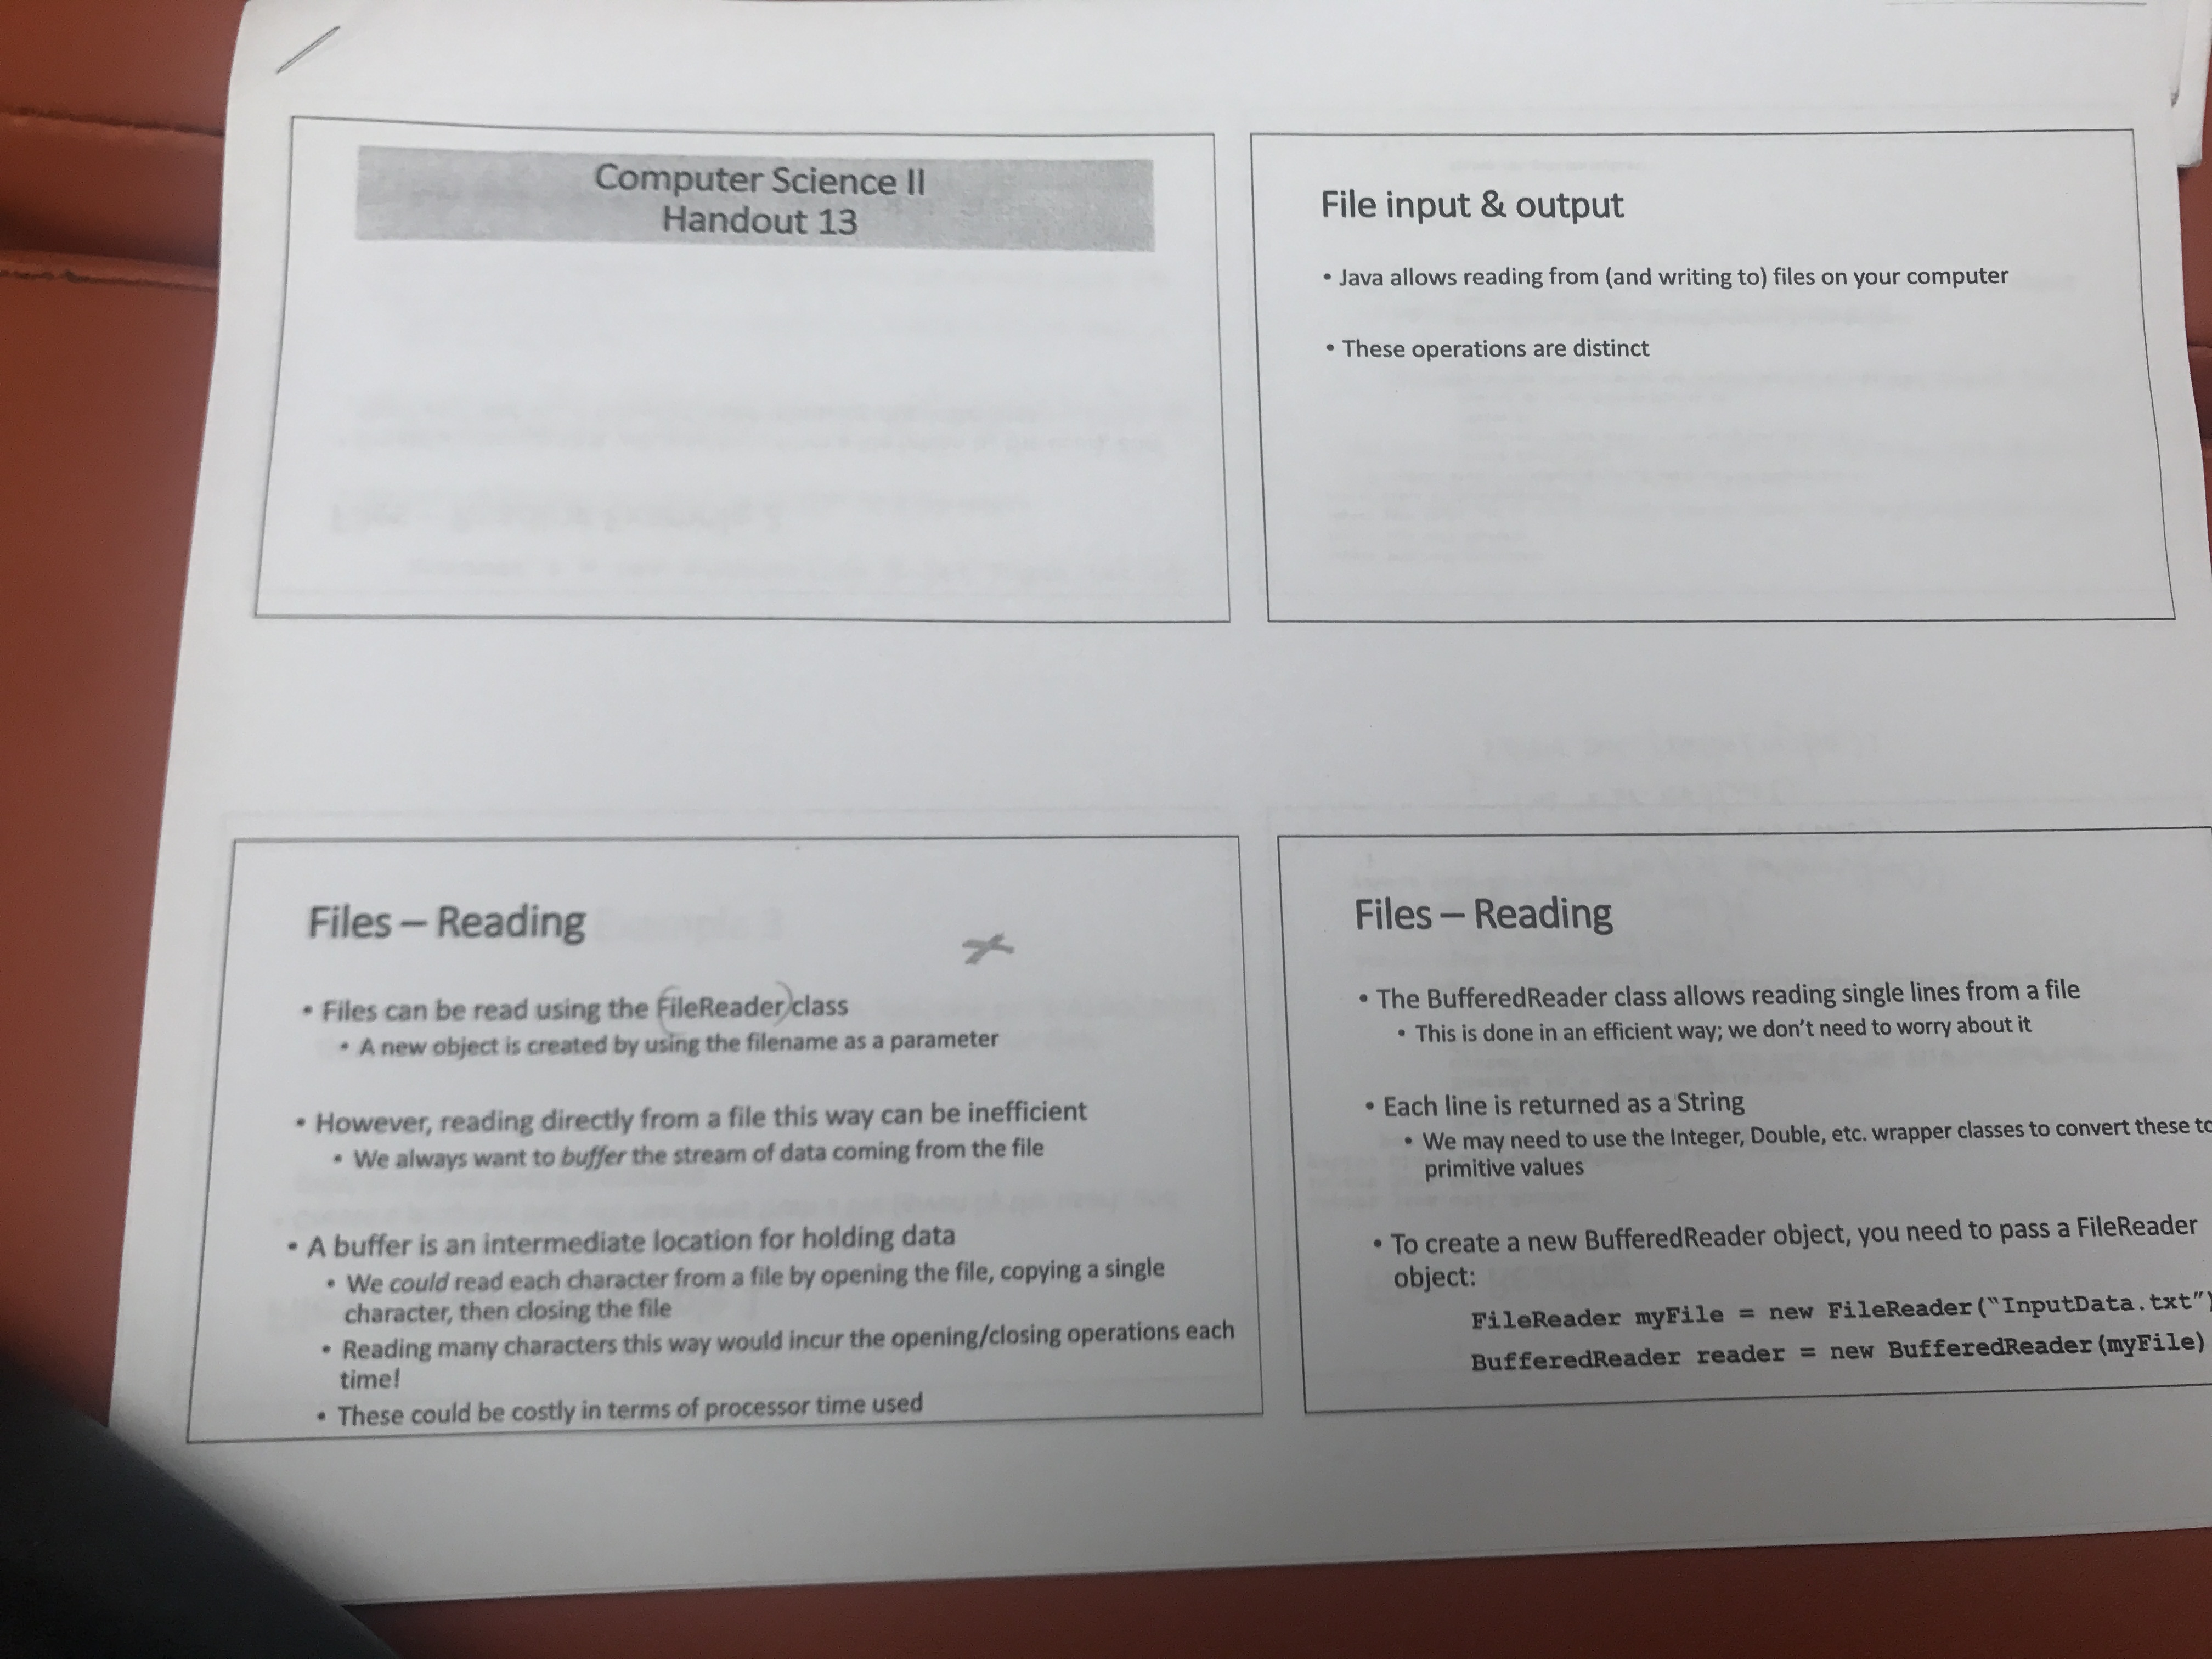 Computer Science II
Handout 13
File input & output
• Java allows reading from (and writing to) files on your computer
• These operations are distinct
Files – Reading
• Files can be read using the FileReader class
• A new object is created by using the filename as a parameter
• However, reading directly from a file this way can be inefficient
• We always want to buffer the stream of data coming from the file
• A buffer is an intermediate location for holding data
• We could read each character from a file by opening the file, copying a single
character, then closing the file
• Reading many characters this way would incur the opening/closing operations each
time!
• These could be costly in terms of processor time used
Files – Reading
• The BufferedReader class allows reading single lines from a file
• This is done in an efficient way; we don't need to worry about it
• Each line is returned as a String
• We may need to use the Integer, Double, etc. wrapper classes to convert these to
primitive values
• To create a new BufferedReader object, you need to pass a FileReader
object:
FileReader myFile = new FileReader("InputData.txt")
BufferedReader reader = new BufferedReader(myFile)